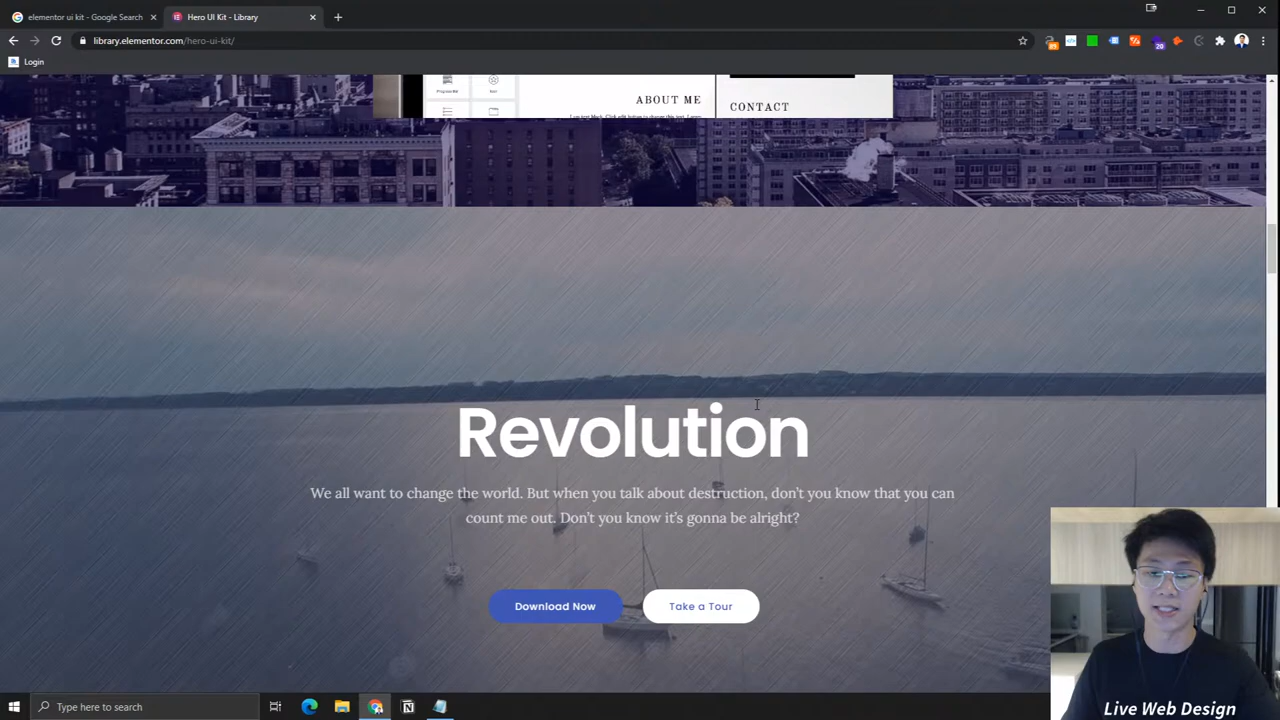 elementor ui kit - Google Search
Hero UI Kit - Library
library.elementor.com/hero-ui-kit/
85
20
Login
ABOUT ME
CONTACT
Revolution
We all want to change the world. But when you talk about destruction, don't you know that you can
count me out. Don't you know it's gonna be alright?
Download Now
Take a Tour
Type here to search
Live Web Design